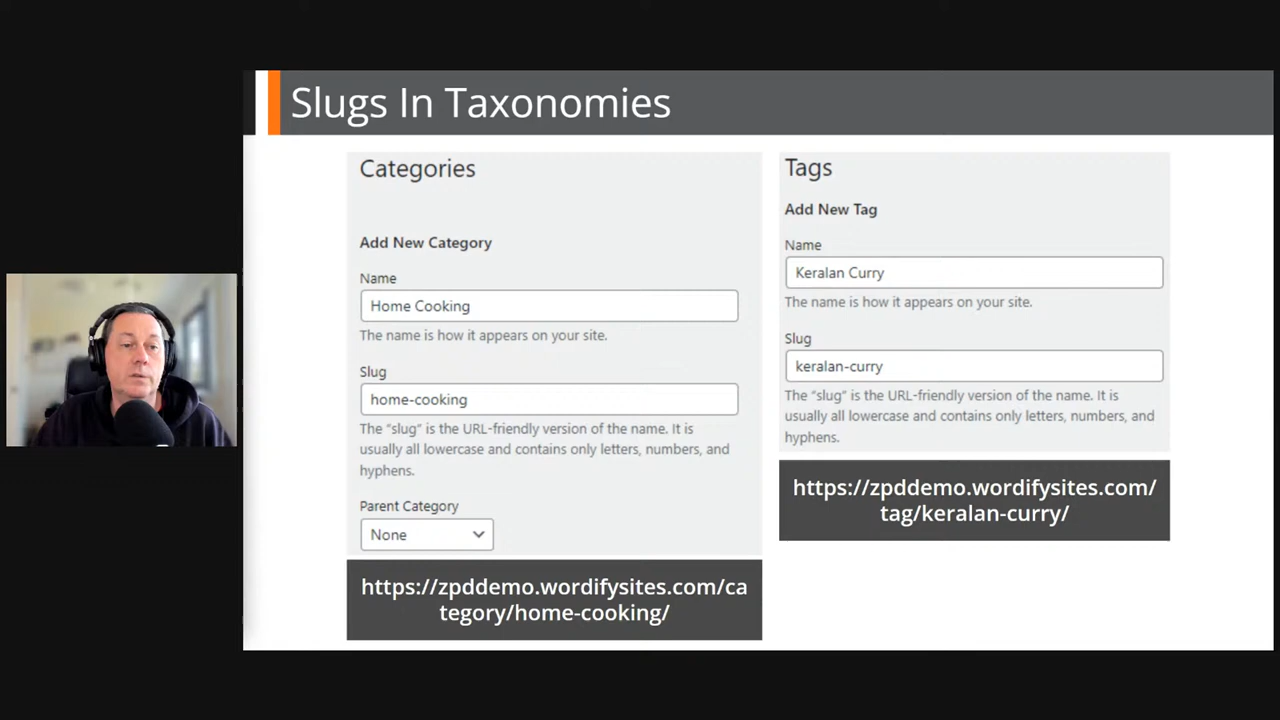 Slugs In Taxonomies
Categories
Add New Category
Name
Home Cooking
The name is how it appears on your site.
Slug
home-cooking
The “slug” is the URL-friendly version of the name. It is
usually all lowercase and contains only letters, numbers, and
hyphens.
Parent Category
None
https://zpddemo.wordifysites.com/ca
tegory/home-cooking/
Tags
Add New Tag
Name
Keralan Curry
The name is how it appears on your site.
Slug
keralan-curry
The “slug” is the URL-friendly version of the name. It is
usually all lowercase and contains only letters, numbers, and
hyphens.
https://zpddemo.wordifysites.com/
tag/keralan-curry/